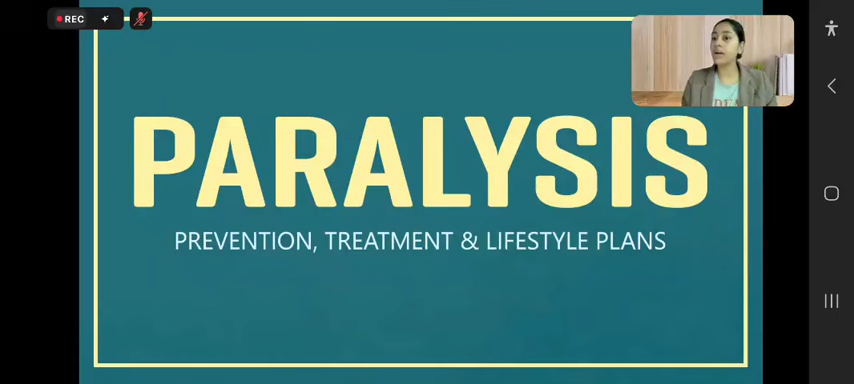 REC
PARALYSIS
PREVENTION, TREATMENT & LIFESTYLE PLANS